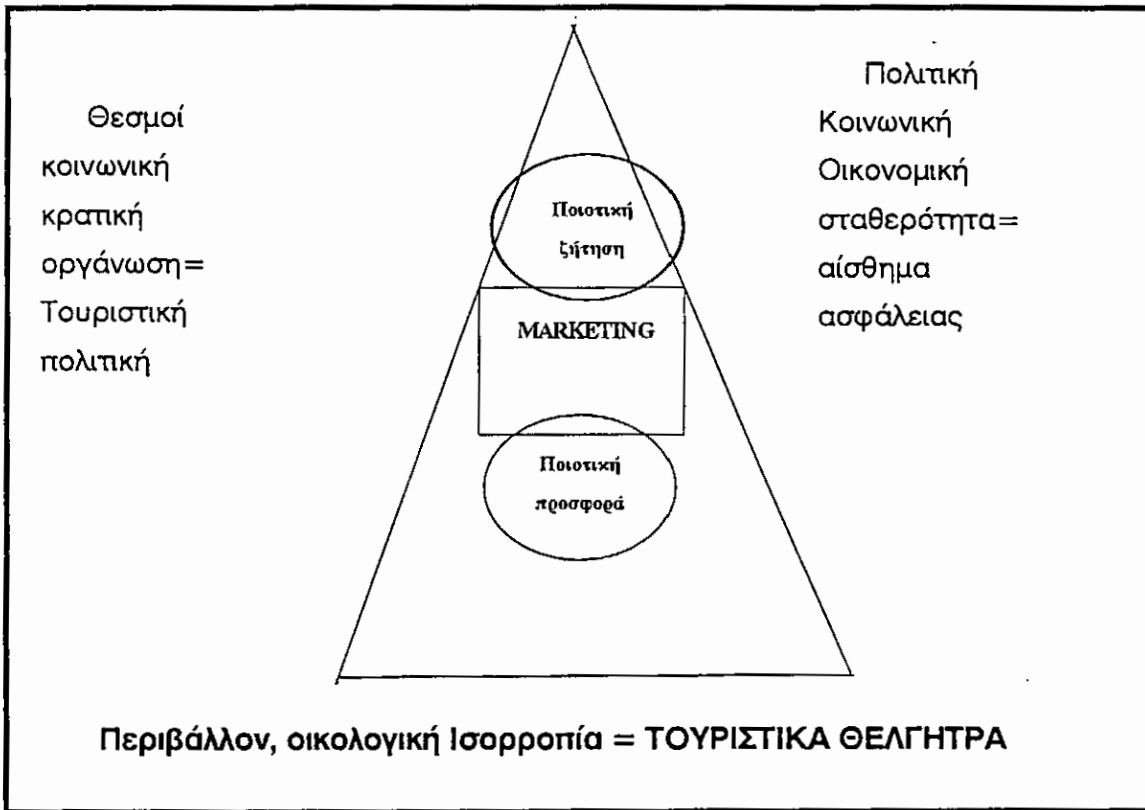 Θεσμοί
κοινωνική
κρατική
οργάνωση=
Τουριστική
πολιτική
Πολιτική
Κοινωνική
Οικονομική
σταθερότητα=
αίσθημα
ασφάλειας
Ποιοτική
ζήτηση
MARKETING
Ποιοτική
προσφορά
Περιβάλλον, οικολογική Ισορροπία = ΤΟΥΡΙΣΤΙΚΑ ΘΕΛΓΗΤΡΑ